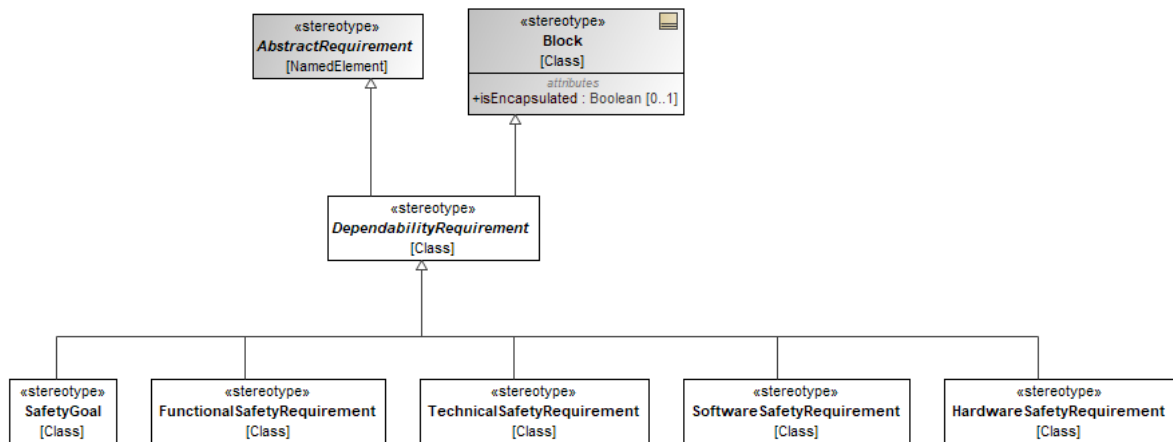 «stereotype»
AbstractRequirement
[NamedElement]
«stereotype»
Block
[Class]
attributes
+isEncapsulated : Boolean [0..1]
«stereotype»
DependabilityRequirement
[Class]
«stereotype»
SafetyGoal
[Class]
«stereotype»
FunctionalSafetyRequirement
[Class]
«stereotype»
TechnicalSafetyRequirement
[Class]
«stereotype»
SoftwareSafetyRequirement
[Class]
«stereotype»
HardwareSafetyRequirement
[Class]